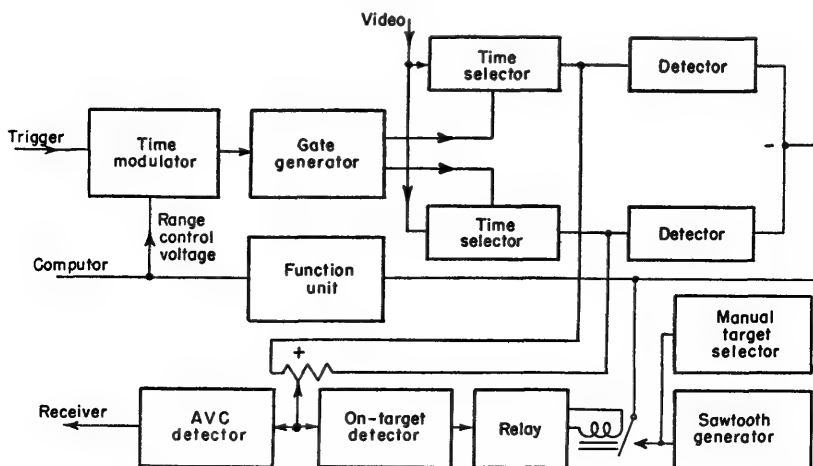 Video
Time
selector
Detector
Trigger
Time
modulator
Gate
generator
-
Time
selector
Detector
Range
control
voltage
Computor
Function
unit
Manual
target
selector
+
Receiver
AVC
detector
On-target
detector
Relay
Sawtooth
generator